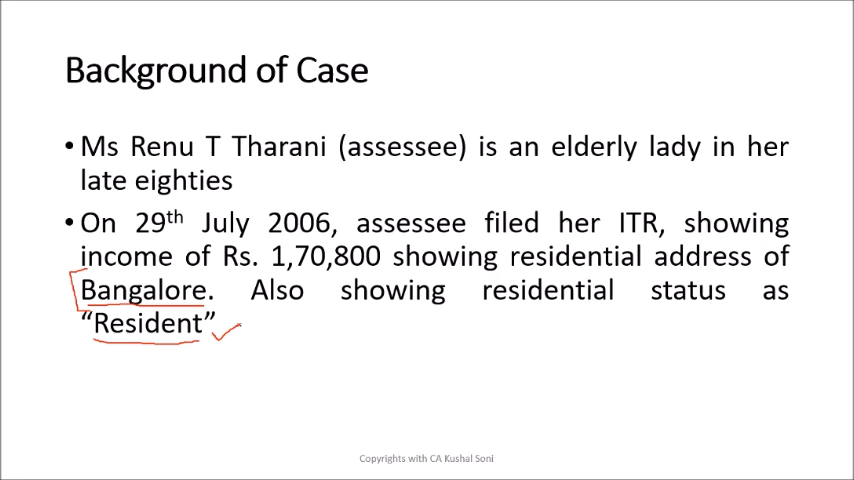 Background of Case
• Ms Renu T Tharani (assessee) is an elderly lady in her
late eighties
• On 29th July 2006, assessee filed her ITR, showing
income of Rs. 1,70,800 showing residential address of
Bangalore. Also showing residential status as
“Resident”
Copyrights with CA Kushal Soni